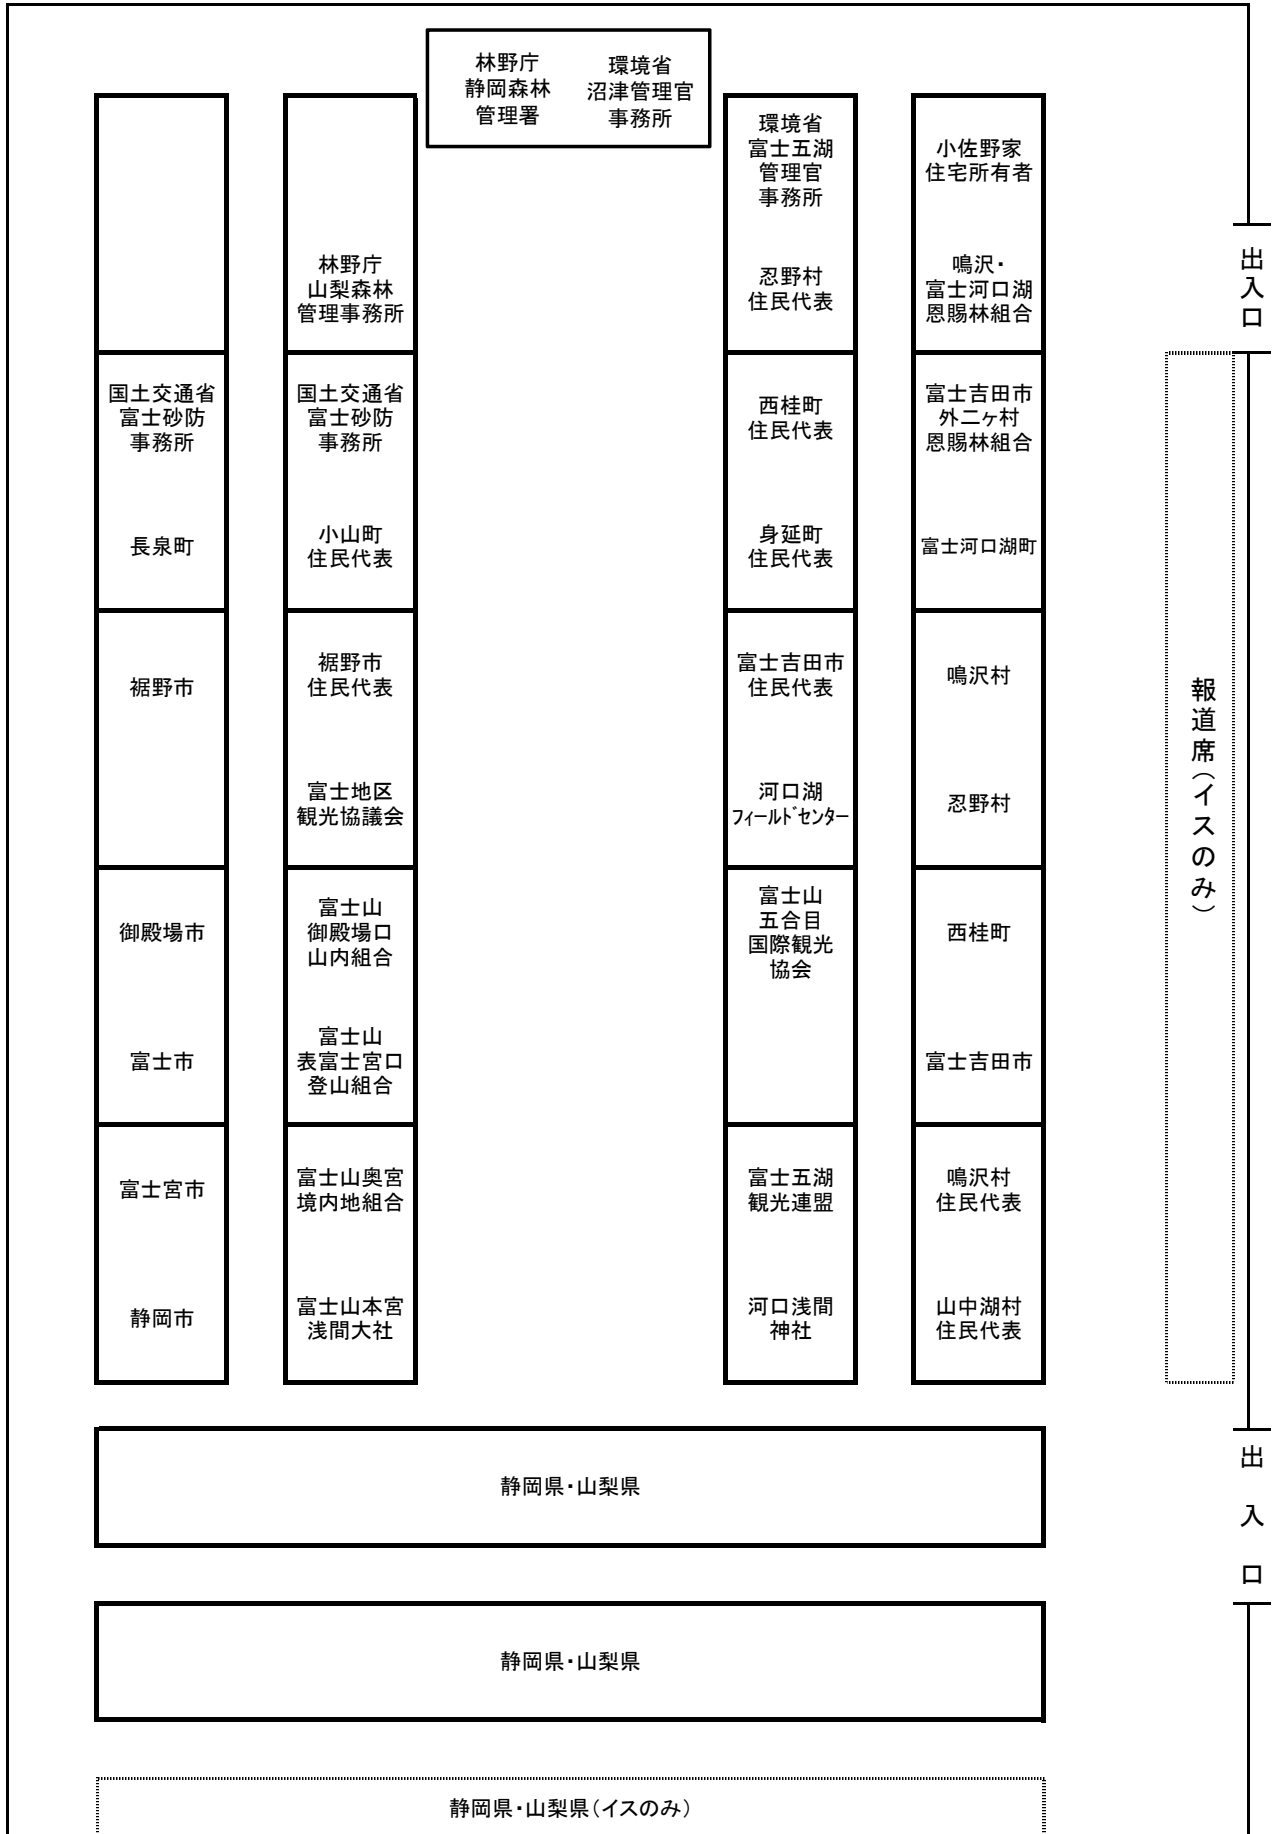 林野庁
静岡森林
管理署
環境省
沼津管理官
事務所
林野庁
山梨森林
管理事務所
環境省
富士五湖
管理官
事務所
忍野村
住民代表
小佐野家
住宅所有者
鳴沢・
富士河口湖
恩賜林組合
出入口
国土交通省
富士砂防
事務所
長泉町
国土交通省
富士砂防
事務所
小山町
住民代表
西桂町
住民代表
身延町
住民代表
富士吉田市
外二ヶ村
恩賜林組合
富士河口湖町
裾野市
裾野市
住民代表
富士地区
観光協議会
富士吉田市
住民代表
河口湖
フィールドセンター
鳴沢村
忍野村
報道席(イスのみ)
御殿場市
富士市
富士山
御殿場口
山内組合
富士山
表富士宮口
登山組合
富士山
五合目
国際観光
協会
西桂町
富士吉田市
富士宮市
静岡市
富士山奥宮
境内地組合
富士山本宮
浅間大社
富士五湖
観光連盟
河口浅間
神社
鳴沢村
住民代表
山中湖村
住民代表
静岡県・山梨県
出入口
静岡県・山梨県
静岡県・山梨県(イスのみ)